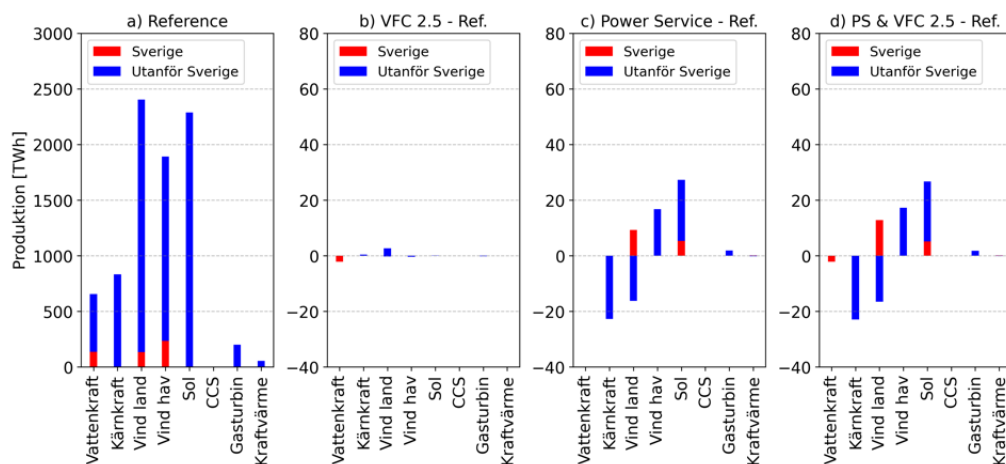 a) Reference
b) VFC 2.5 - Ref.
c) Power Service - Ref.
d) PS & VFC 2.5 - Ref.
Produktion [TWh]
3000
2500
2000
1500
1000
500
0
Sverige
Utanför Sverige
Vattenkraft
Kärnkraft
Vind land
Vind hav
Sol
CCS
Gasturbin
Kraftvärme
80
60
40
20
0
−20
−40
Sverige
Utanför Sverige
Vattenkraft
Kärnkraft
Vind land
Vind hav
Sol
CCS
Gasturbin
Kraftvärme
80
60
40
20
0
−20
−40
Sverige
Utanför Sverige
Vattenkraft
Kärnkraft
Vind land
Vind hav
Sol
CCS
Gasturbin
Kraftvärme
80
60
40
20
0
−20
−40
Sverige
Utanför Sverige
Vattenkraft
Kärnkraft
Vind land
Vind hav
Sol
CCS
Gasturbin
Kraftvärme